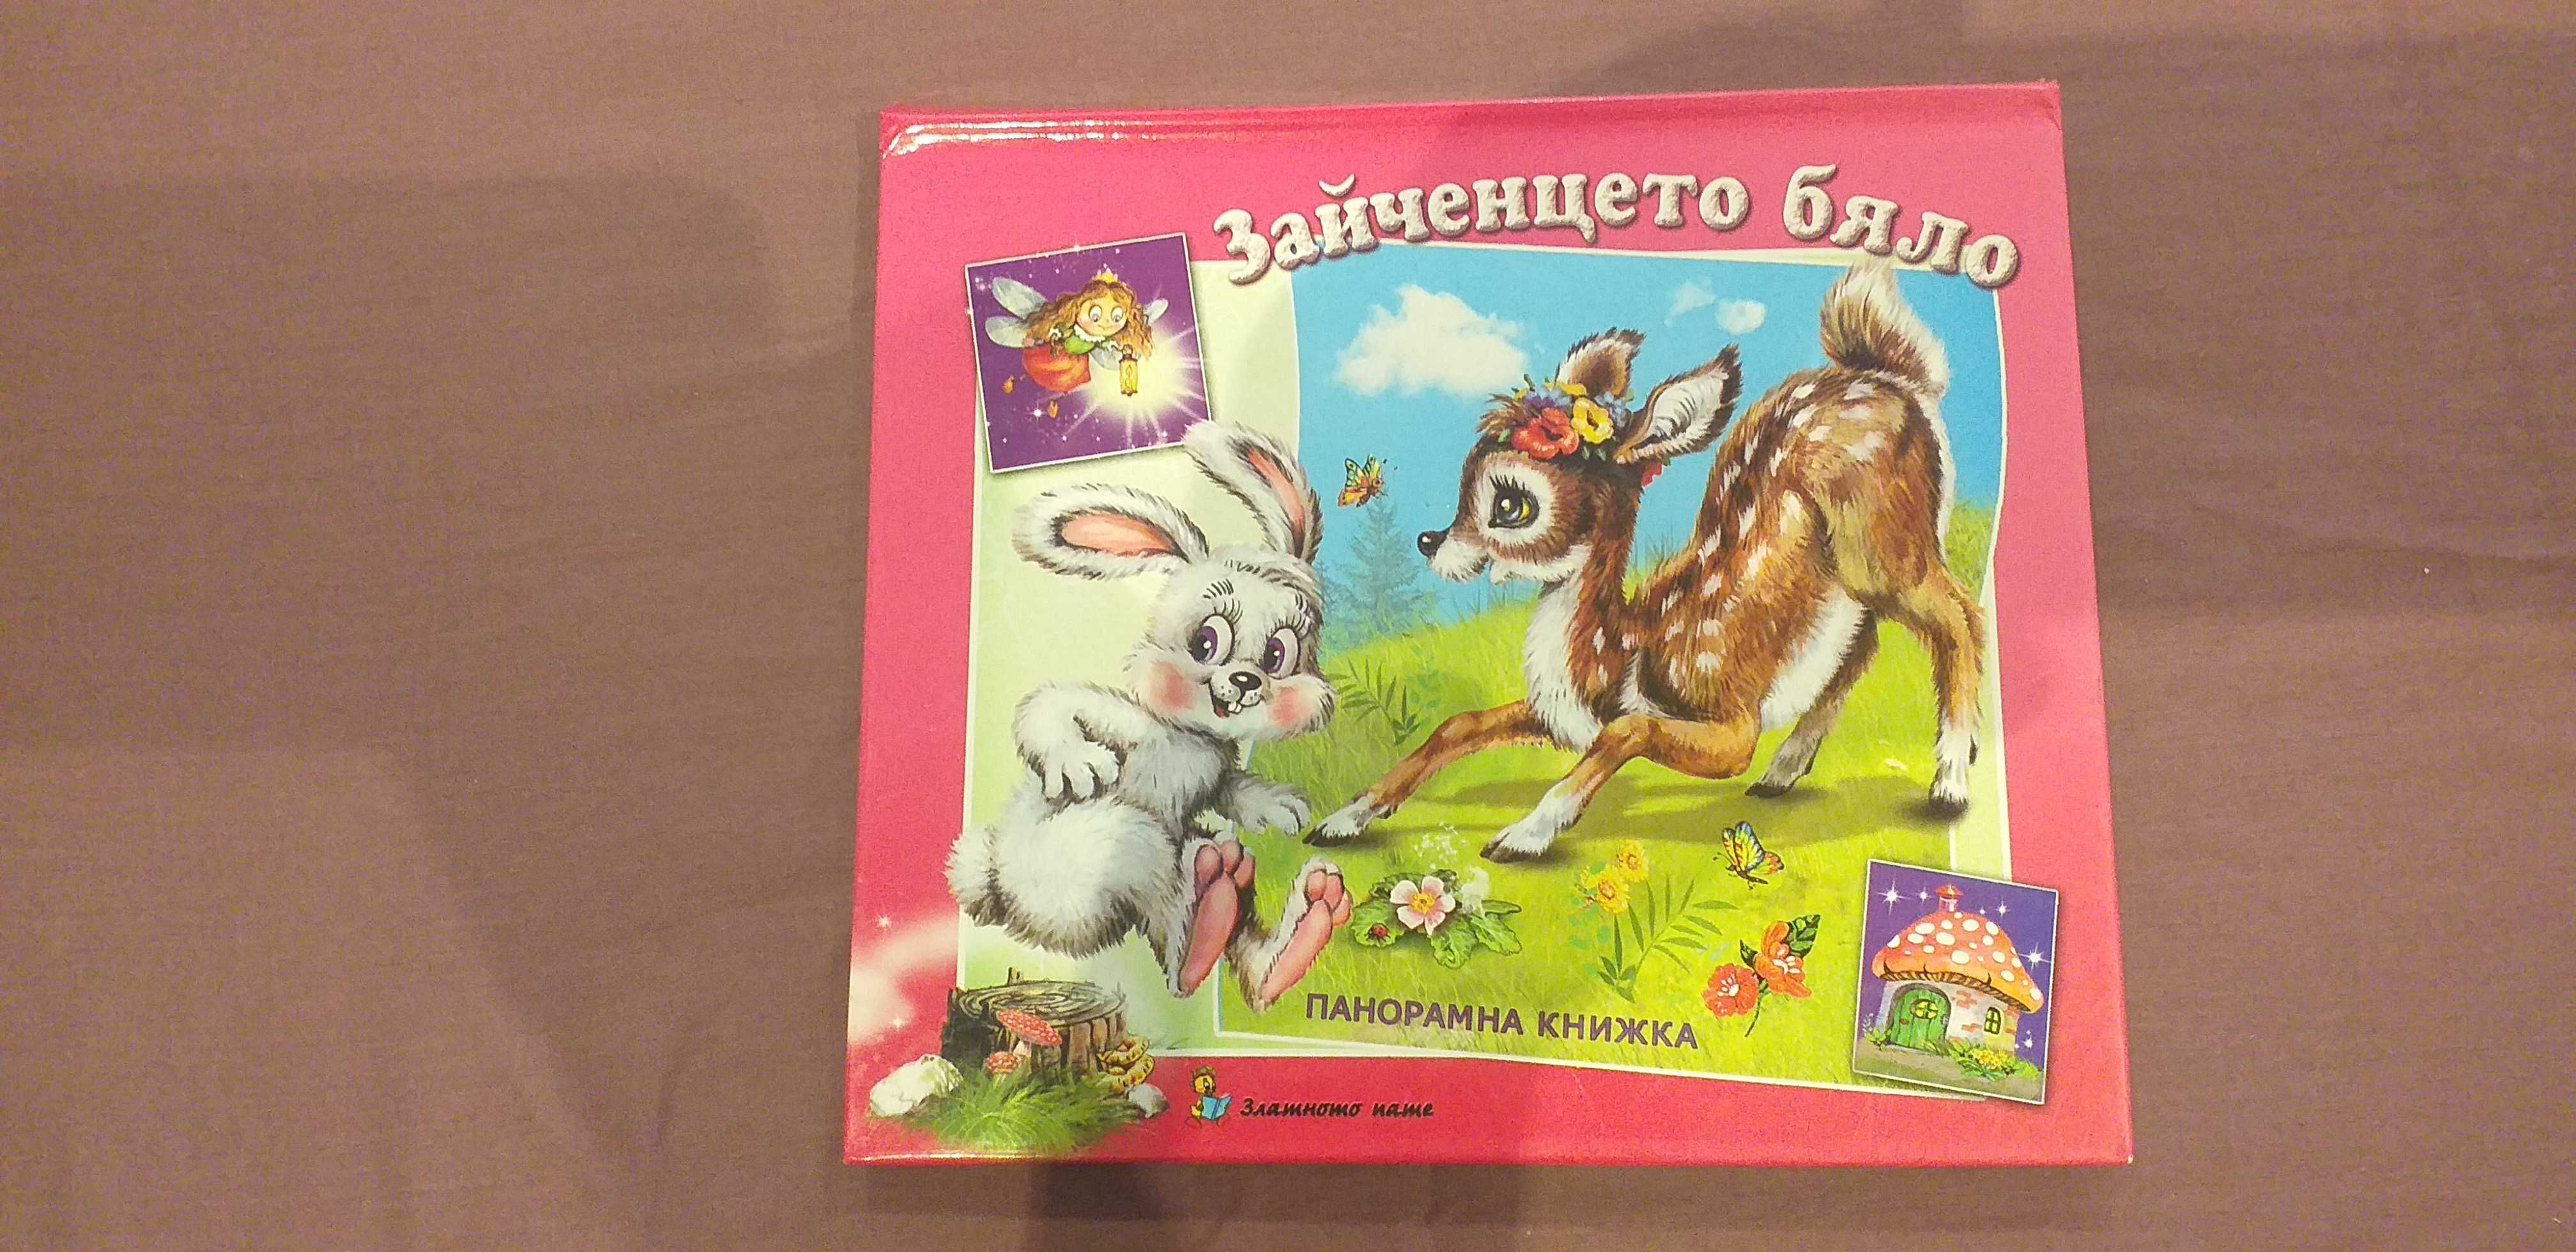 Зайченцето бяло
ПАНОРАМНА КНИЖКА
Златното пате